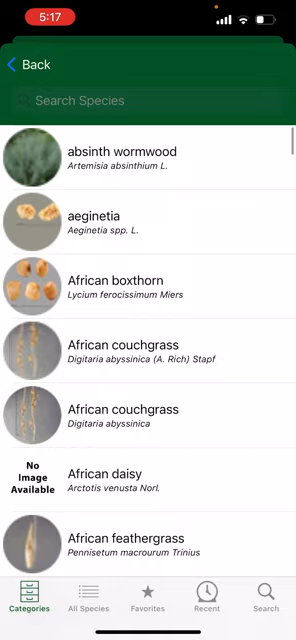 5:17
Back
Search Species
absinth wormwood
Artemisia absinthium L.
aeginetia
Aeginetia spp. L.
African boxthorn
Lycium ferocissimum Miers
African couchgrass
Digitaria abyssinica (A. Rich) Stapf
African couchgrass
Digitaria abyssinica
No
Image
Available
African daisy
Arctotis venusta Norl.
African feathergrass
Pennisetum macrourum Trinius
Categories
All Species
Favorites
Recent
Search